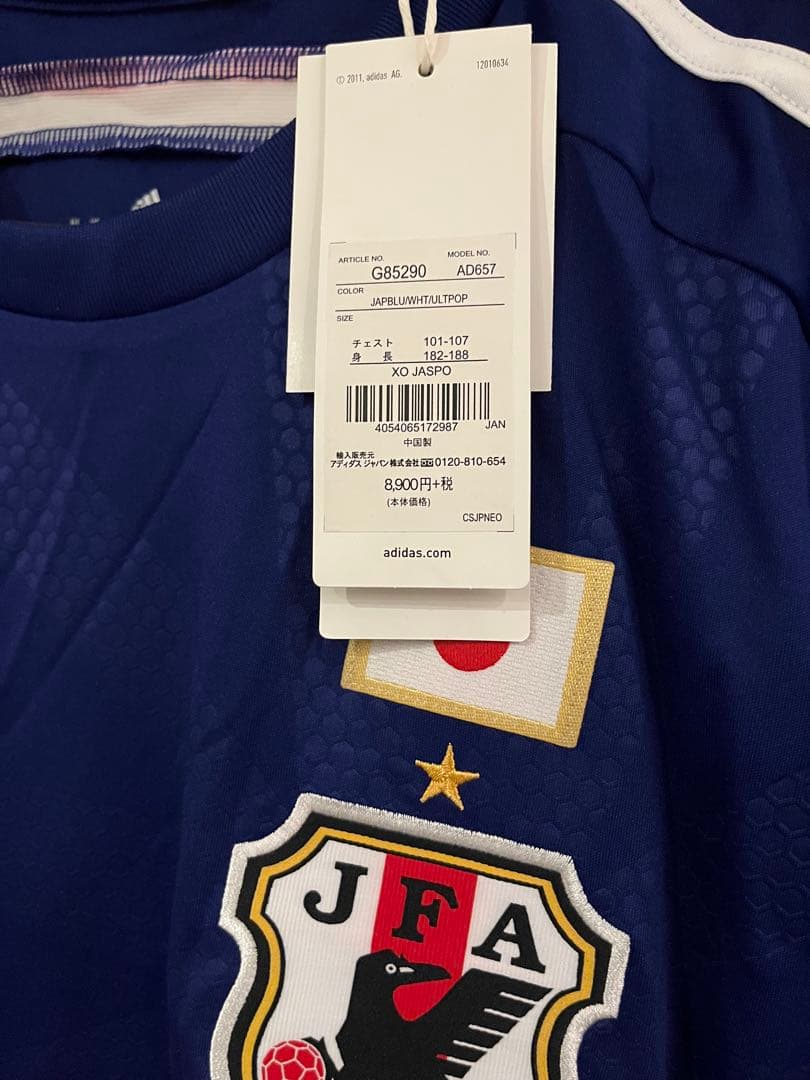 © 2011, adidas AG.
12010634
ARTICLE NO.
MODEL NO.
G85290
AD657
COLOR
JAPBLU/WHT/ULTPOP
SIZE
チェスト 101-107
身 長 182-188
XO JASPO
4054065172987 JAN
中国製
輸入販売元
アディダス ジャパン株式会社 0120-810-654
8,900円+税
(本体価格)
CSJPNEO
adidas.com
JFA